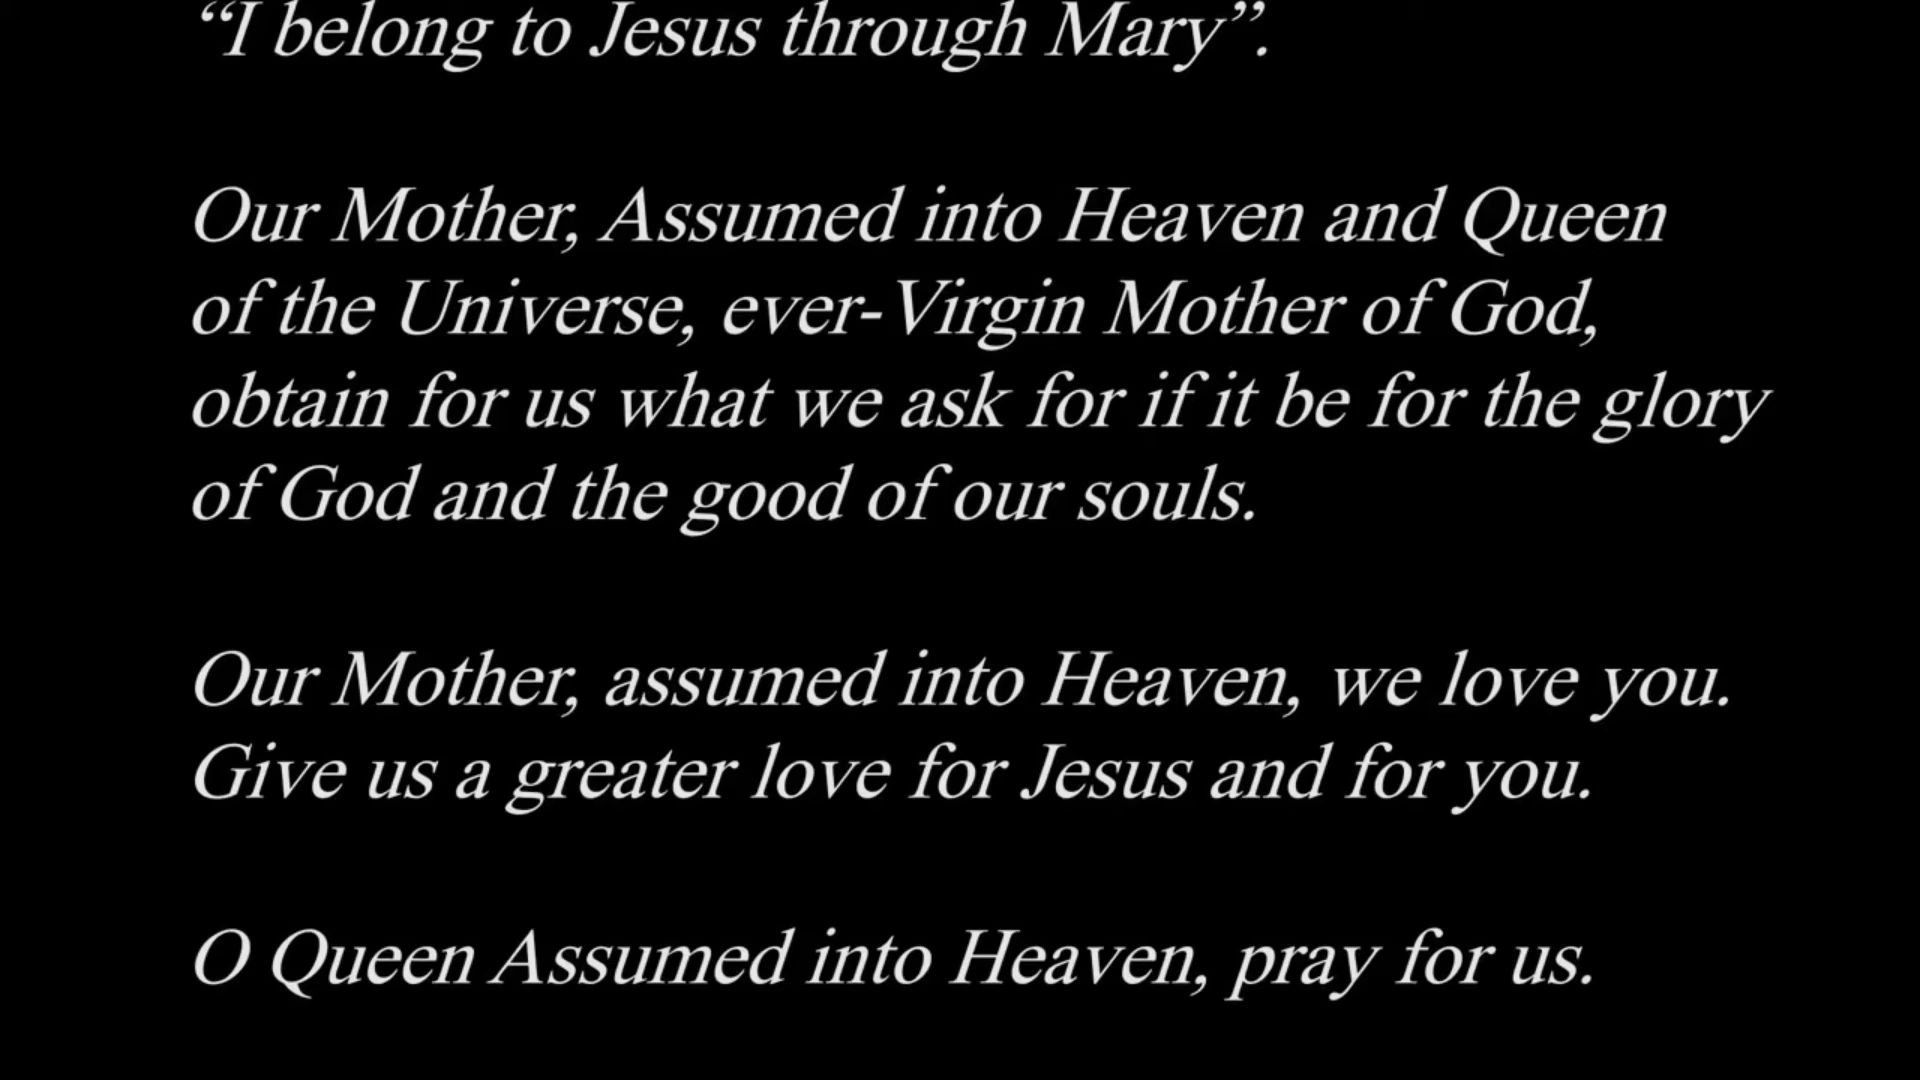 “I belong to Jesus through Mary”.
Our Mother, Assumed into Heaven and Queen
of the Universe, ever-Virgin Mother of God,
obtain for us what we ask for if it be for the glory
of God and the good of our souls.
Our Mother, assumed into Heaven, we love you.
Give us a greater love for Jesus and for you.
O Queen Assumed into Heaven, pray for us.